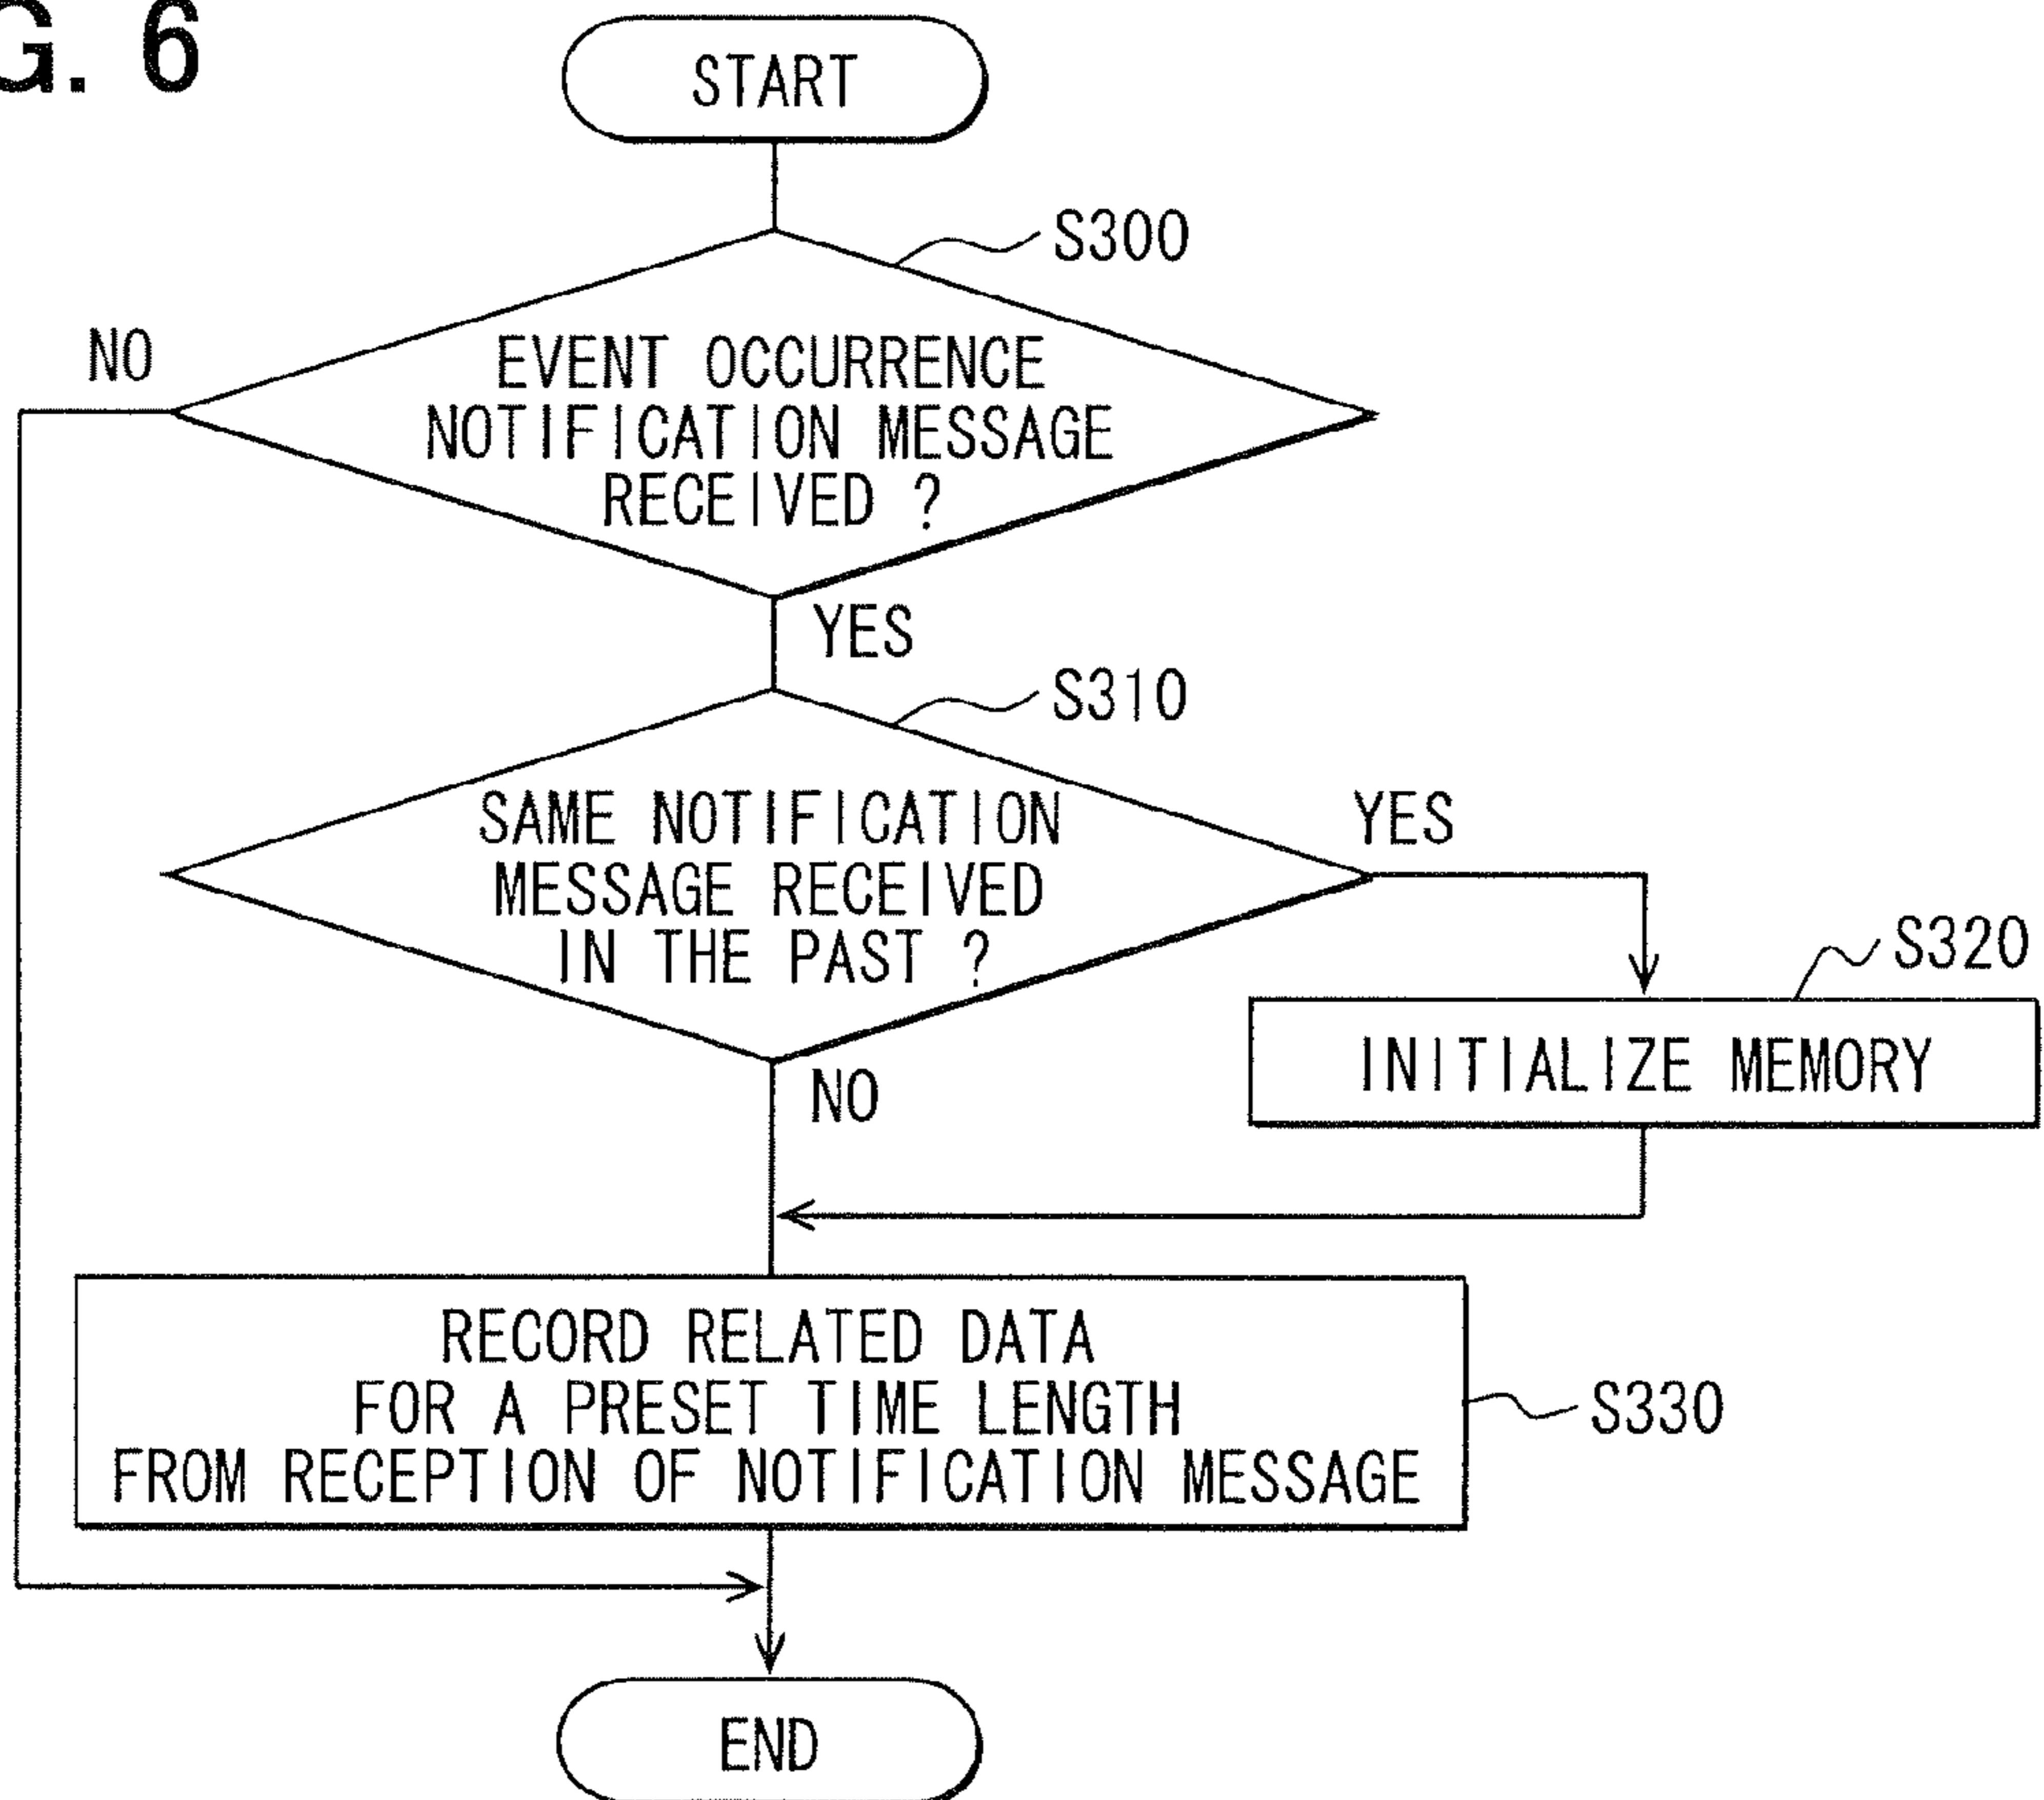 G. 6
START
S300
NO
EVENT OCCURRENCE
NOTIFICATION MESSAGE
RECEIVED ?
YES
S310
SAME NOTIFICATION
MESSAGE RECEIVED
IN THE PAST ?
YES
S320
INITIALIZE MEMORY
NO
RECORD RELATED DATA
FOR A PRESET TIME LENGTH
FROM RECEPTION OF NOTIFICATION MESSAGE
S330
END